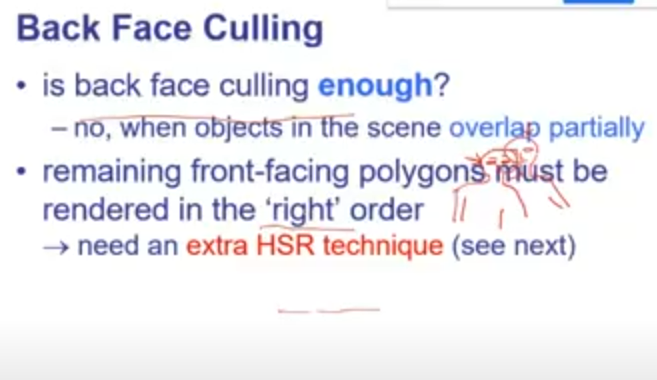 Back Face Culling
• is back face culling enough?
– no, when objects in the scene overlap partially
• remaining front-facing polygons must be
rendered in the ‘right’ order
→ need an extra HSR technique (see next)